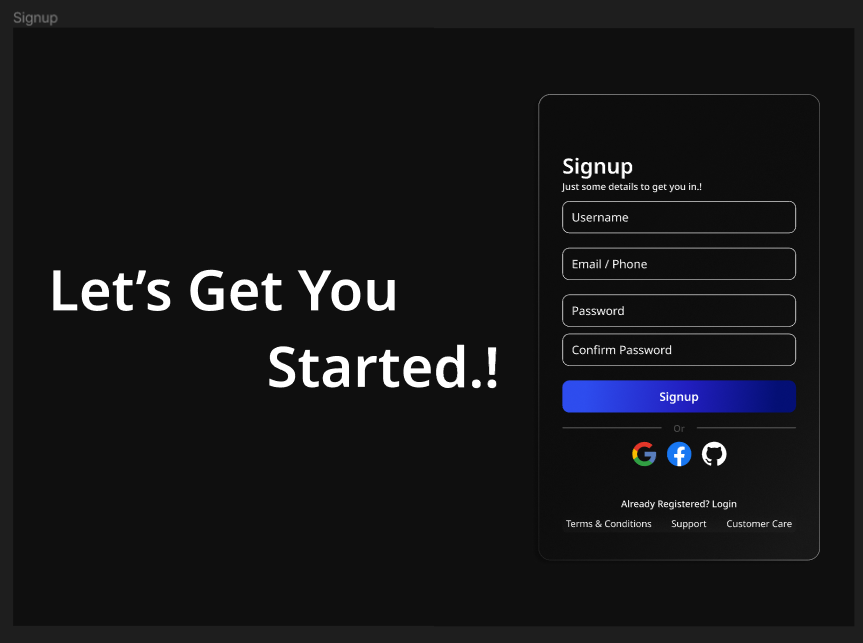 Signup
Let’s Get You
Started.!
Signup
Just some details to get you in.!
Username
Email / Phone
Password
Confirm Password
Signup
Or
Already Registered? Login
Terms & Conditions Support Customer Care